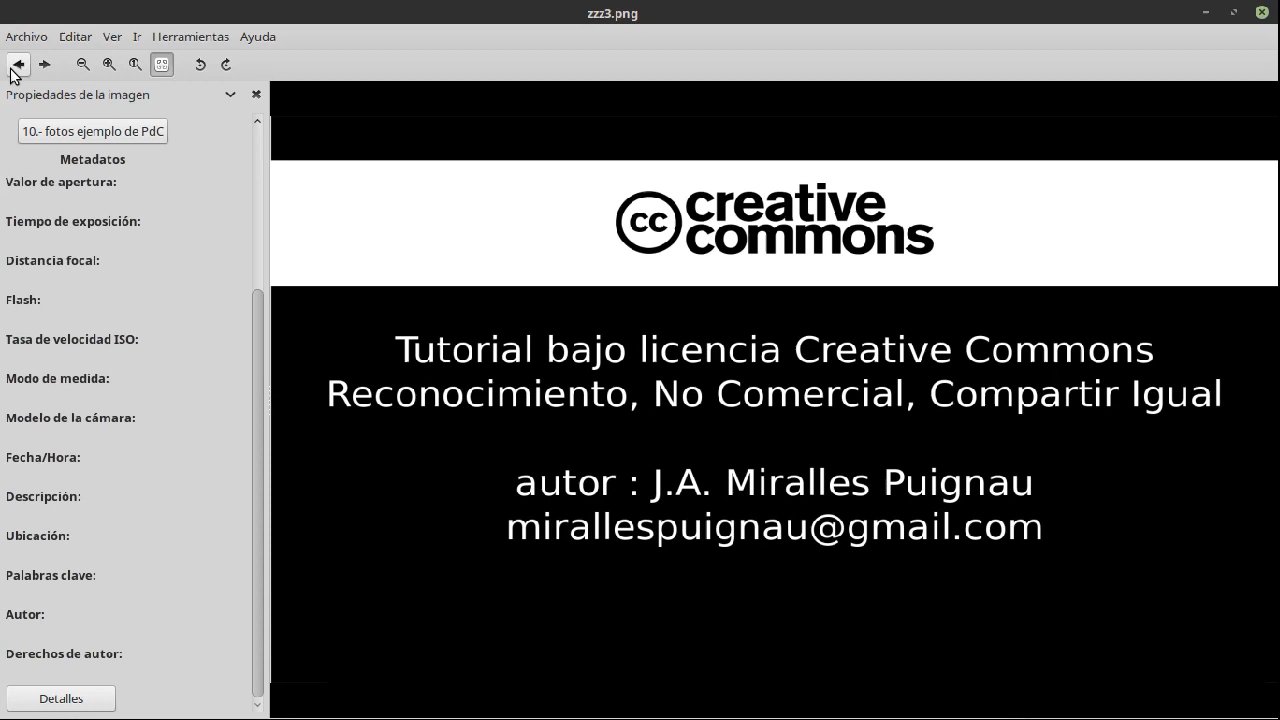 zzz3.png
Archivo Editar Ver Ir Herramientas Ayuda
Propiedades de la imagen
10.- fotos ejemplo de PdC
Metadatos
Valor de apertura:
Tiempo de exposición:
Distancia focal:
Flash:
Tasa de velocidad ISO:
Modo de medida:
Modelo de la cámara:
Fecha/Hora:
Descripción:
Ubicación:
Palabras clave:
Autor:
Derechos de autor:
Detalles
cc creative
commons
Tutorial bajo licencia Creative Commons
Reconocimiento, No Comercial, Compartir Igual
autor : J.A. Miralles Puignau
mirallespuignau@gmail.com